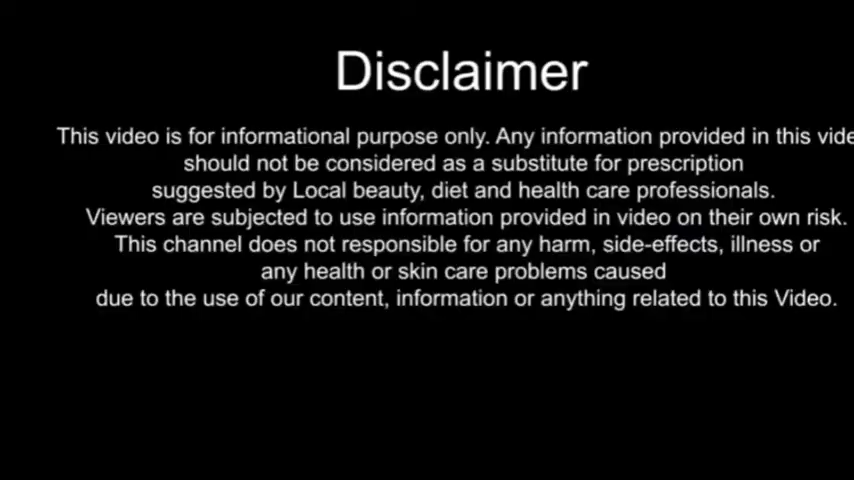 Disclaimer
This video is for informational purpose only. Any information provided in this vide
should not be considered as a substitute for prescription
suggested by Local beauty, diet and health care professionals.
Viewers are subjected to use information provided in video on their own risk.
This channel does not responsible for any harm, side-effects, illness or
any health or skin care problems caused
due to the use of our content, information or anything related to this Video.